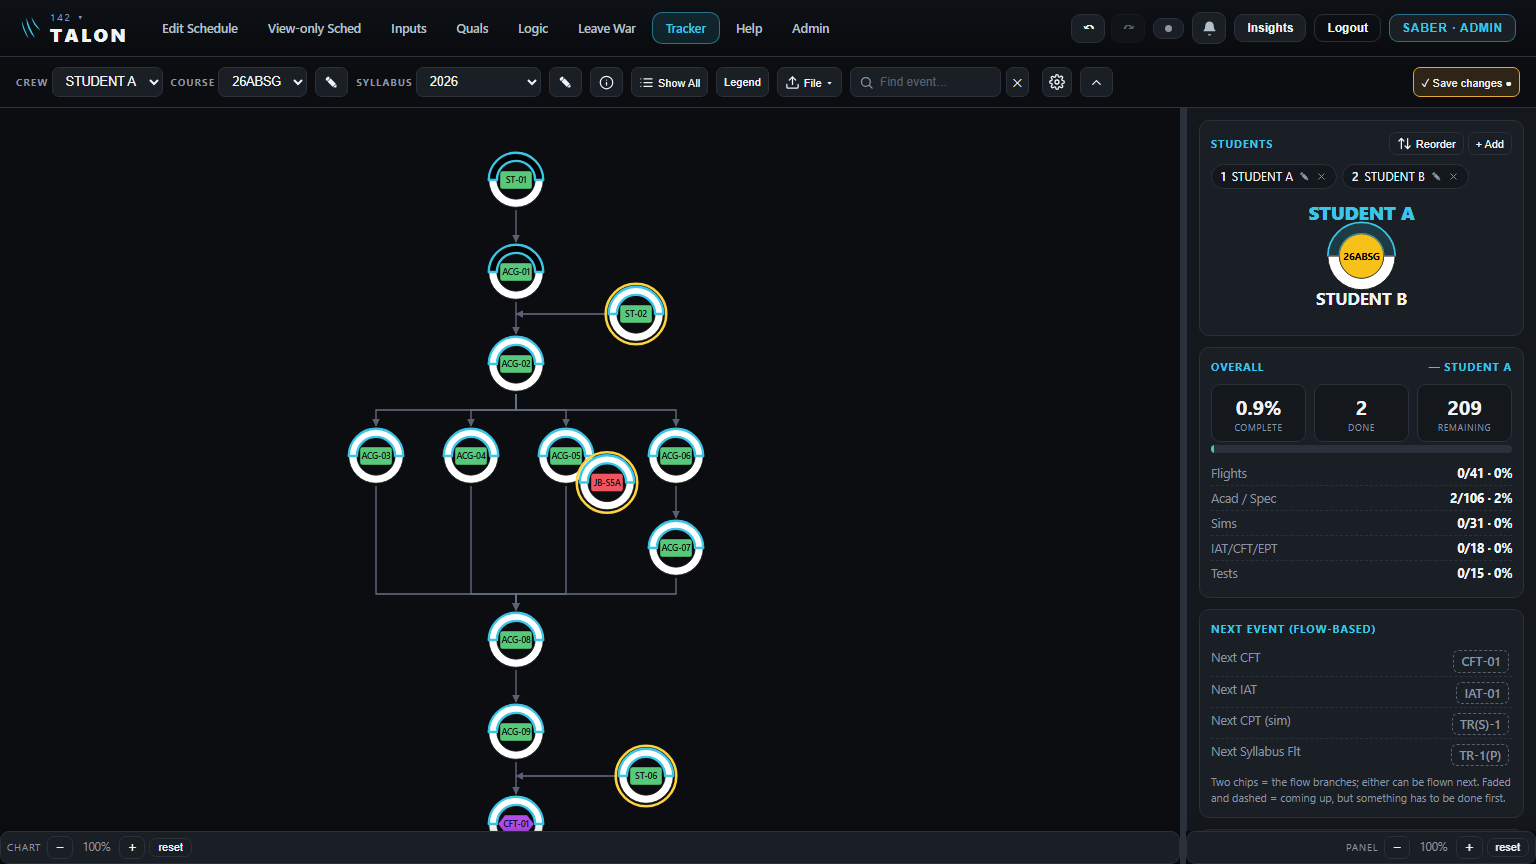 142
TALON
Edit Schedule
View-only Sched
Inputs
Quals
Logic
Leave War
Tracker
Help
Admin
Insights
Logout
SABER · ADMIN
CREW
STUDENT A
COURSE
26ABSG
SYLLABUS
2026
Show All
Legend
File
Find event...
✓ Save changes
ST-01
ACG-01
ST-02
ACG-02
ACG-03
ACG-04
ACG-05
ACG-06
JB-S5A
ACG-07
ACG-08
ACG-09
ST-06
CFT-01
CHART
−
100%
+
reset
STUDENTS
Reorder
+ Add
1 STUDENT A
2 STUDENT B
STUDENT A
26ABSG
STUDENT B
OVERALL
— STUDENT A
0.9%
COMPLETE
2
DONE
209
REMAINING
Flights 0/41 · 0%
Acad / Spec 2/106 · 2%
Sims 0/31 · 0%
IAT/CFT/EPT 0/18 · 0%
Tests 0/15 · 0%
NEXT EVENT (FLOW-BASED)
Next CFT CFT-01
Next IAT IAT-01
Next CPT (sim) TR(S)-1
Next Syllabus Flt TR-1(P)
Two chips = the flow branches; either can be flown next. Faded
and dashed = coming up, but something has to be done first.
PANEL
−
100%
+
reset